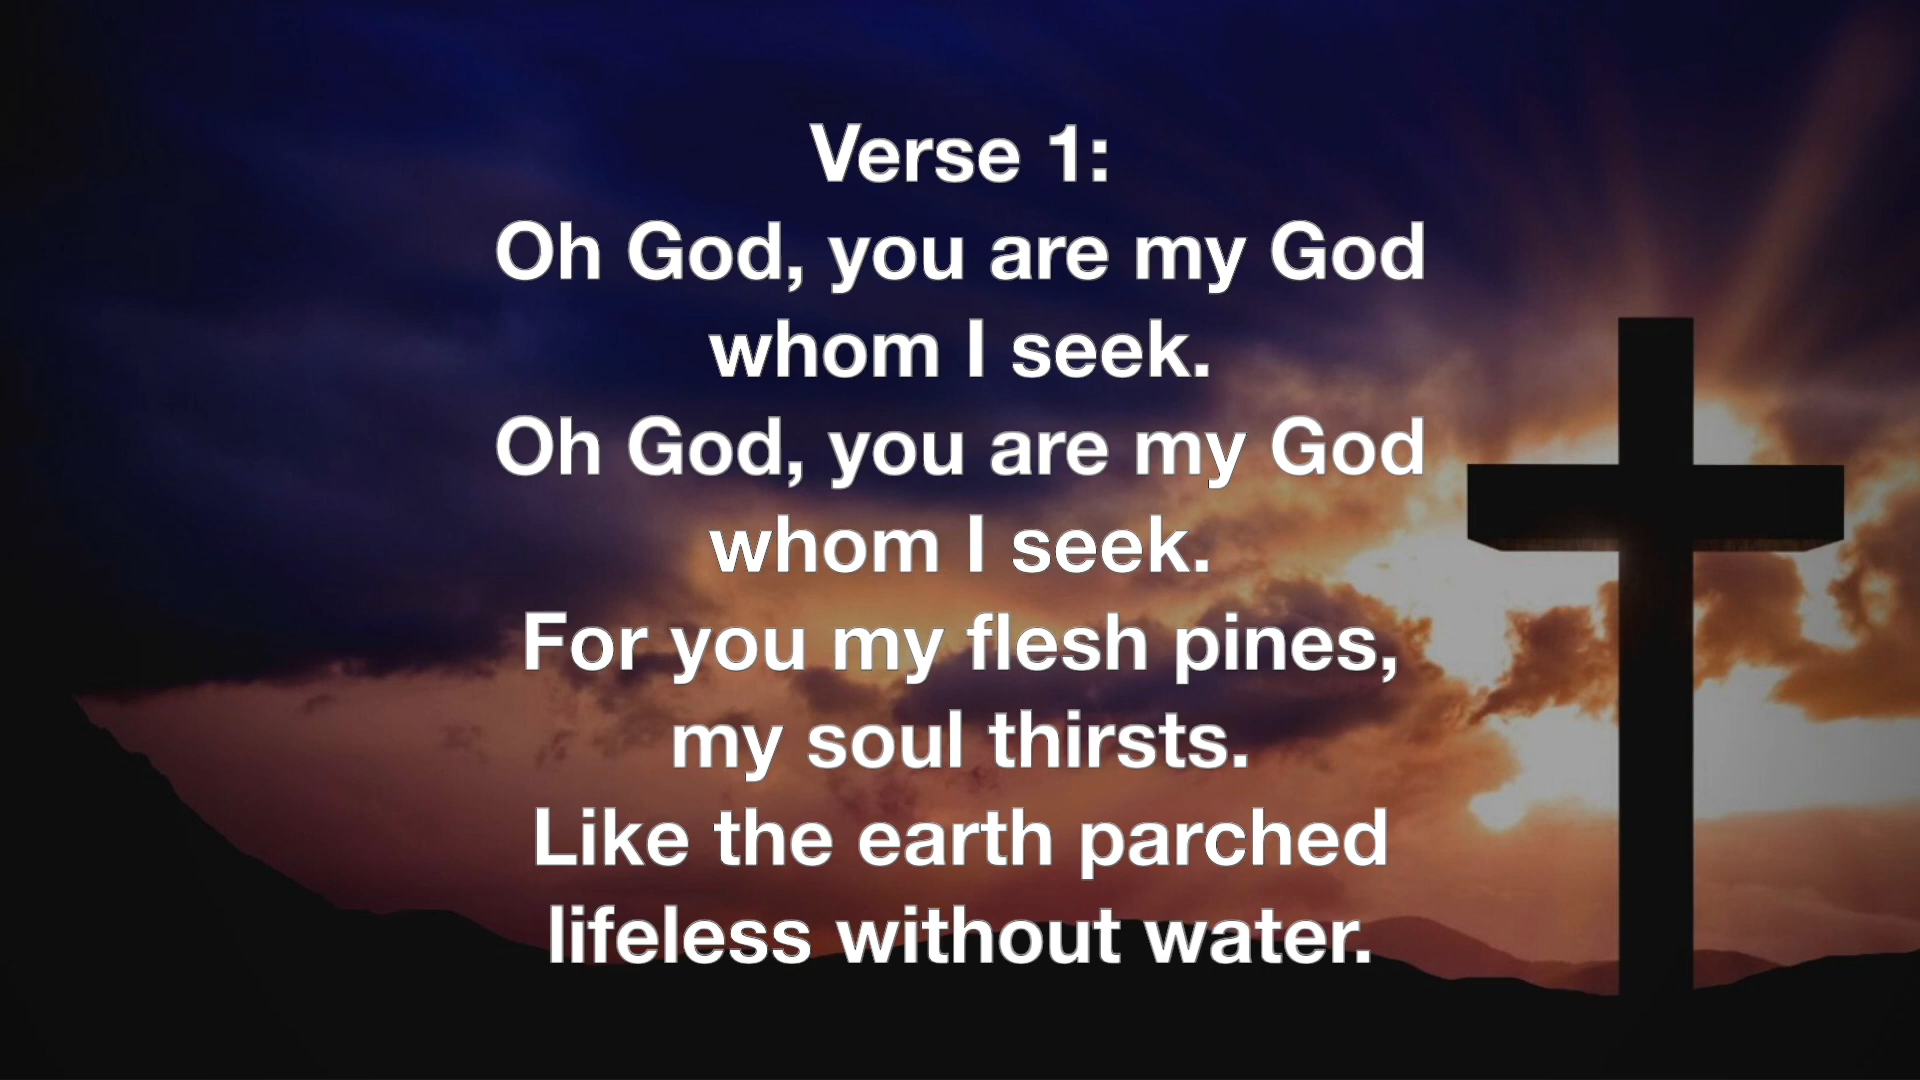 Verse 1:
Oh God, you are my God
whom I seek.
Oh God, you are my God
whom I seek.
For you my flesh pines,
my soul thirsts.
Like the earth parched
lifeless without water.